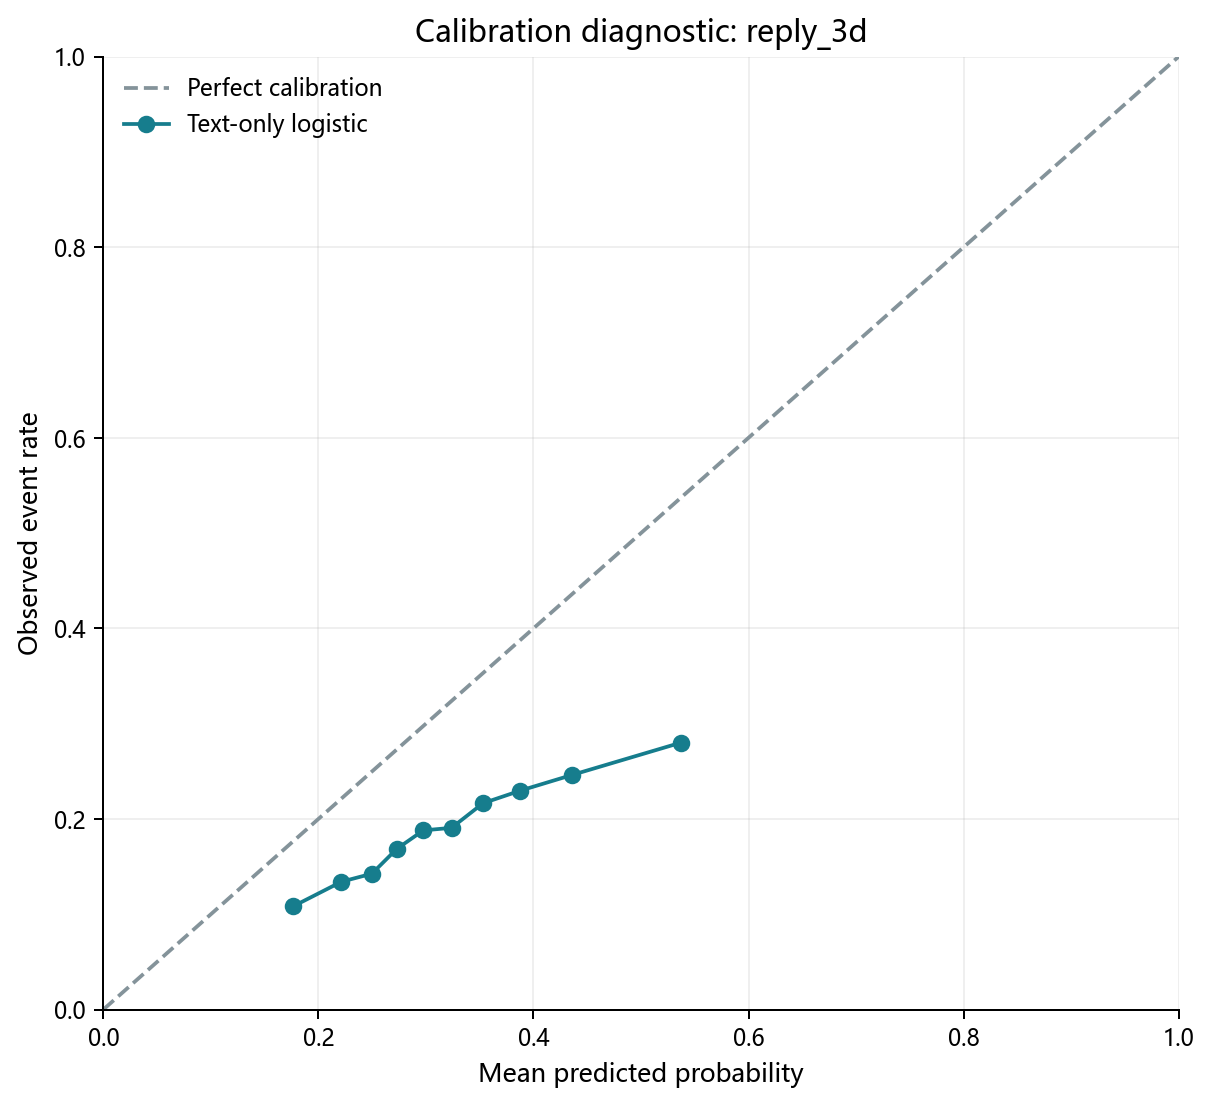 Calibration diagnostic: reply_3d
Perfect calibration
Text-only logistic
1.0
0.8
0.6
0.4
0.2
0.0
Observed event rate
0.0 0.2 0.4 0.6 0.8 1.0
Mean predicted probability